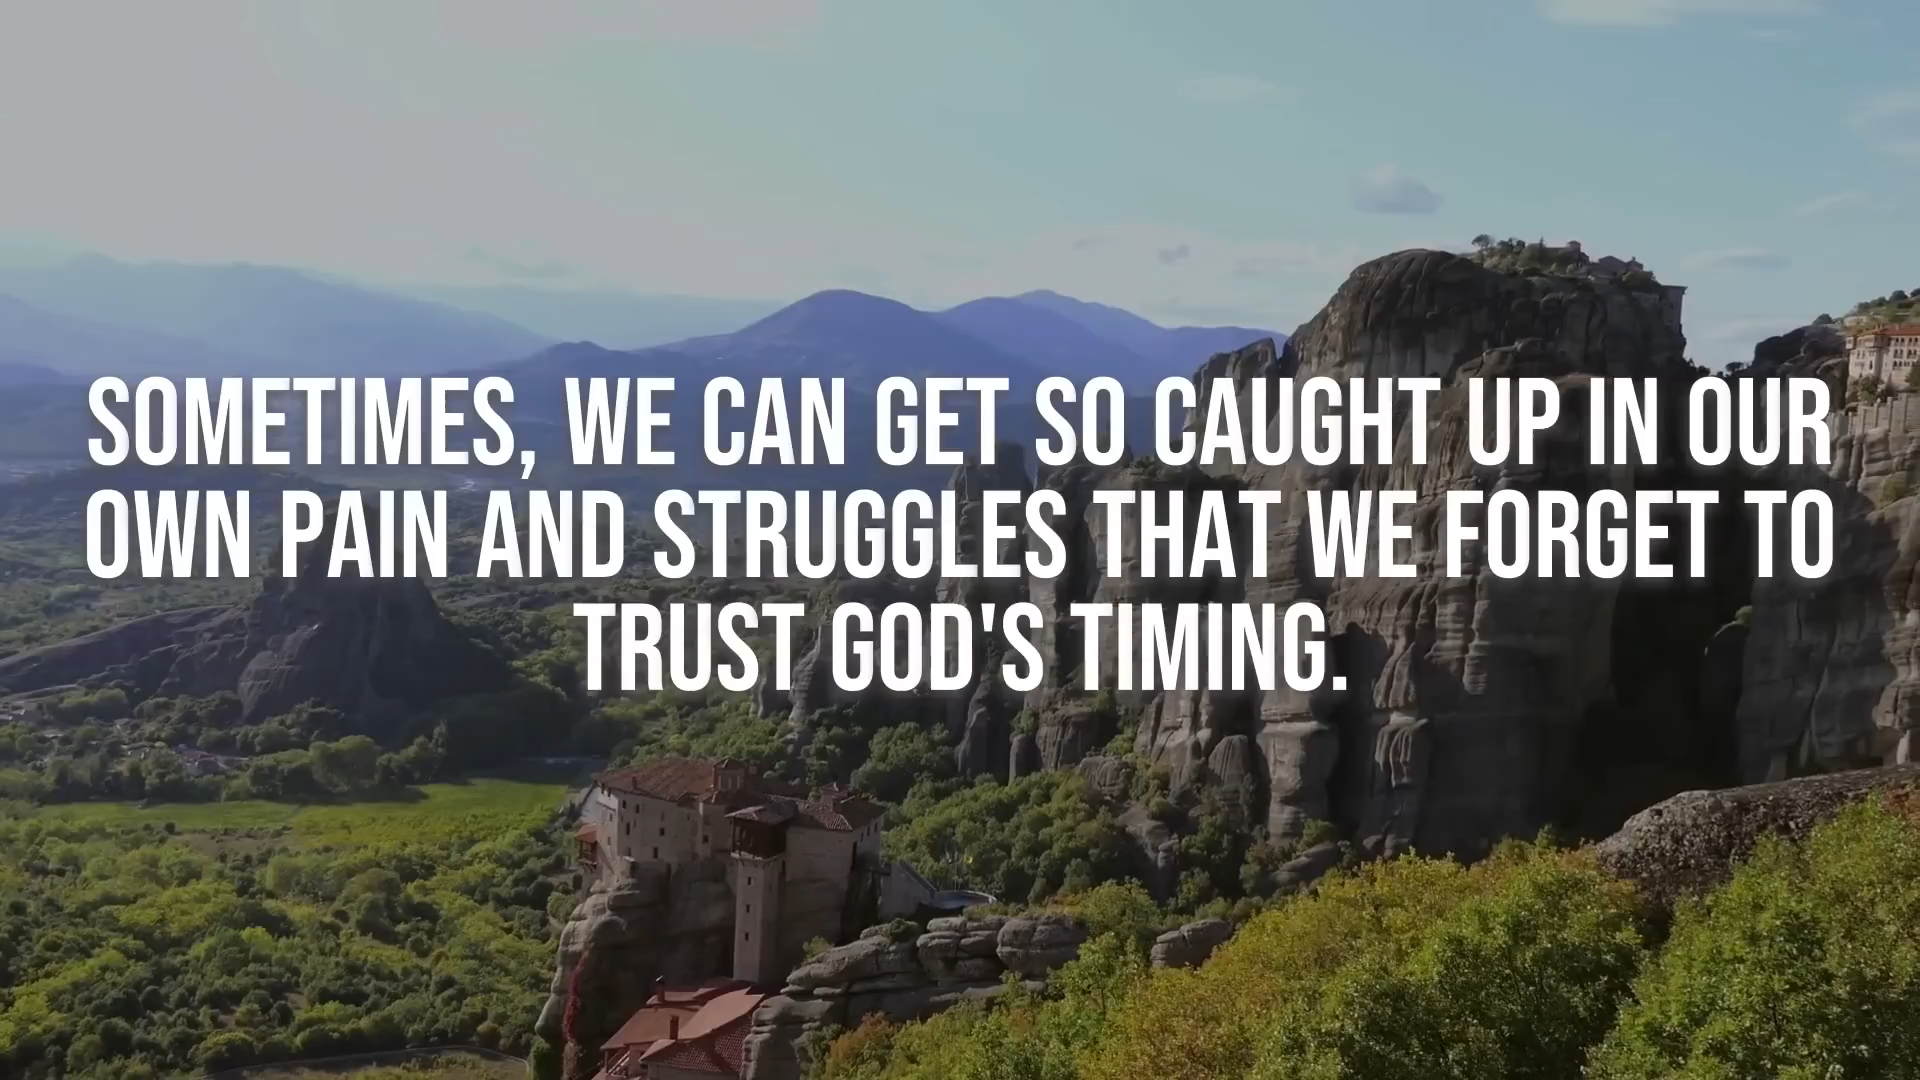 SOMETIMES, WE CAN GET SO CAUGHT UP IN OUR
OWN PAIN AND STRUGGLES THAT WE FORGET TO
TRUST GOD'S TIMING.